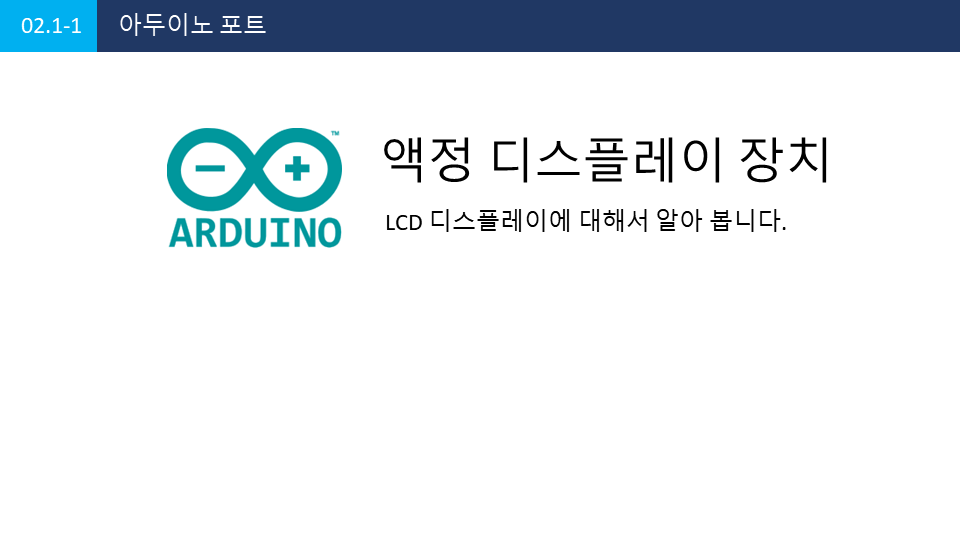 02.1-1 아두이노 포트
TM
ARDUINO
액정 디스플레이 장치
LCD 디스플레이에 대해서 알아 봅니다.